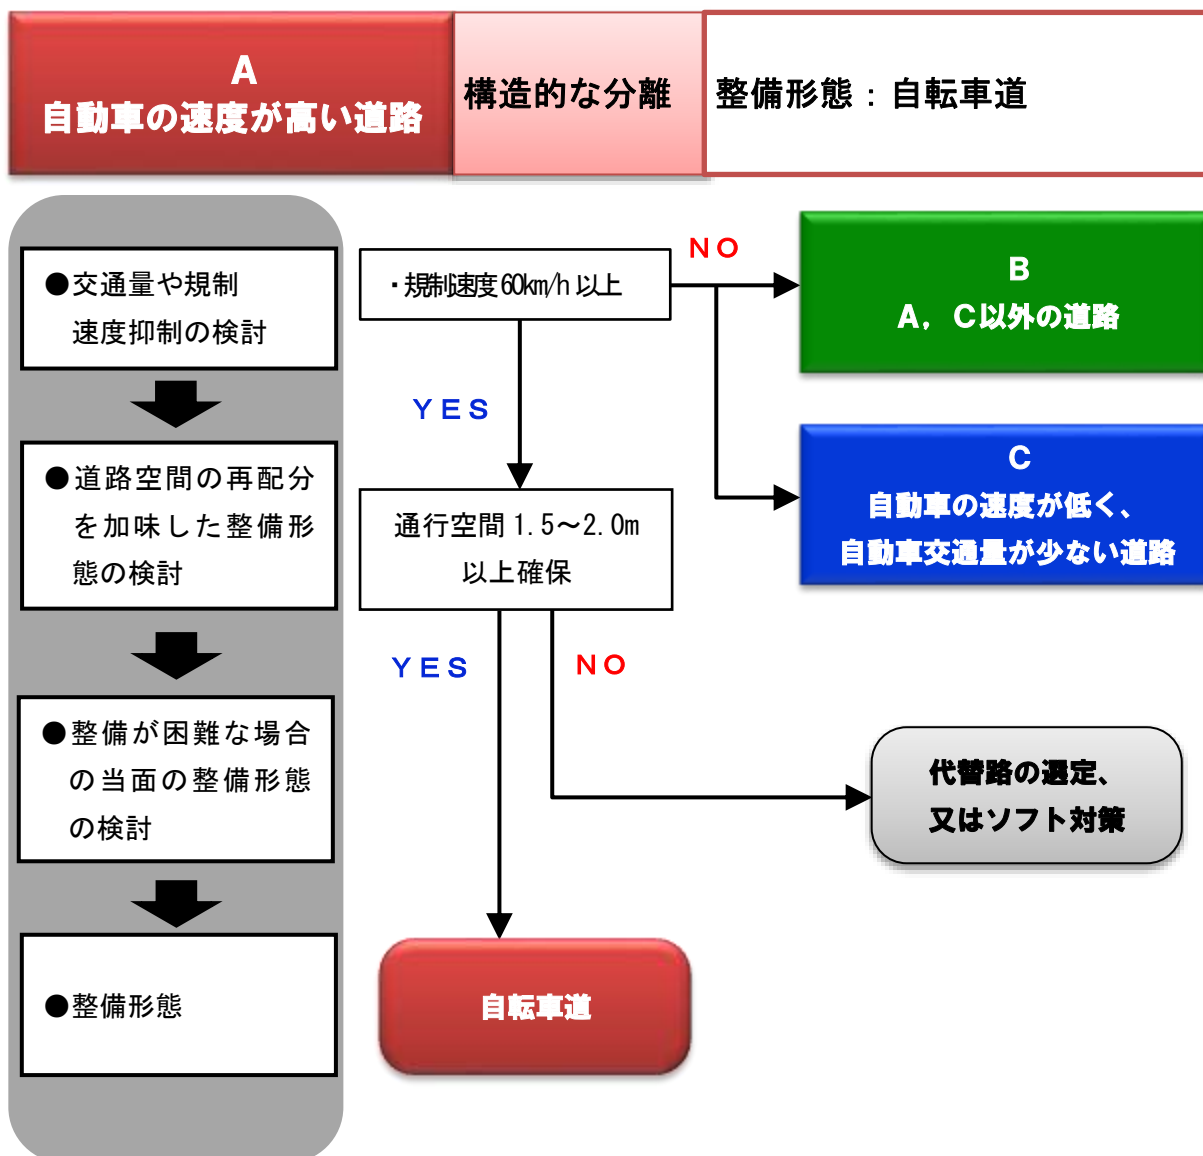 A
自動車の速度が高い道路
構造的な分離
整備形態：自転車道
●交通量や規制
速度抑制の検討
●道路空間の再配分
を加味した整備形
態の検討
●整備が困難な場合
の当面の整備形態
の検討
●整備形態
・規制速度60km/h 以上
NO
YES
B
A，C以外の道路
C
自動車の速度が低く、
自動車交通量が少ない道路
通行空間 1.5～2.0m
以上確保
YES
NO
代替路の選定、
又はソフト対策
自転車道